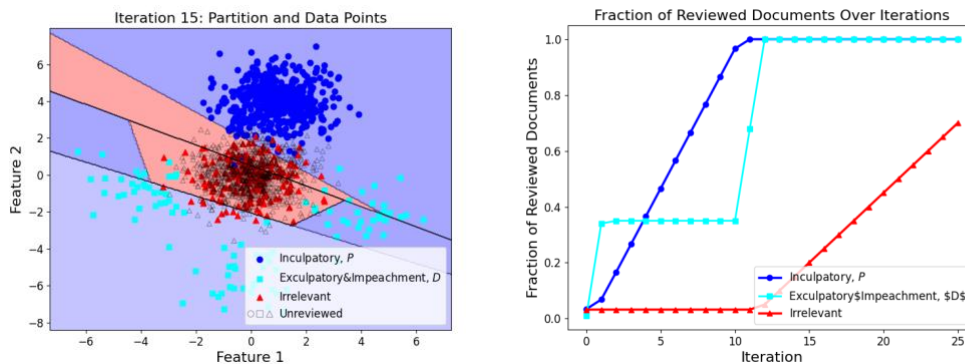 Iteration 15: Partition and Data Points
Feature 2
6
4
2
0
−2
−4
−6
−8
−6
−4
−2
0
2
4
6
Feature 1
Inculpatory, P
Exculpatory&Impeachment, D
Irrelevant
Unreviewed
Fraction of Reviewed Documents Over Iterations
Fraction of Reviewed Documents
1.0
0.8
0.6
0.4
0.2
0.0
0
5
10
15
20
25
Iteration
Inculpatory, P
Exculpatory$Impeachment, $D$
Irrelevant